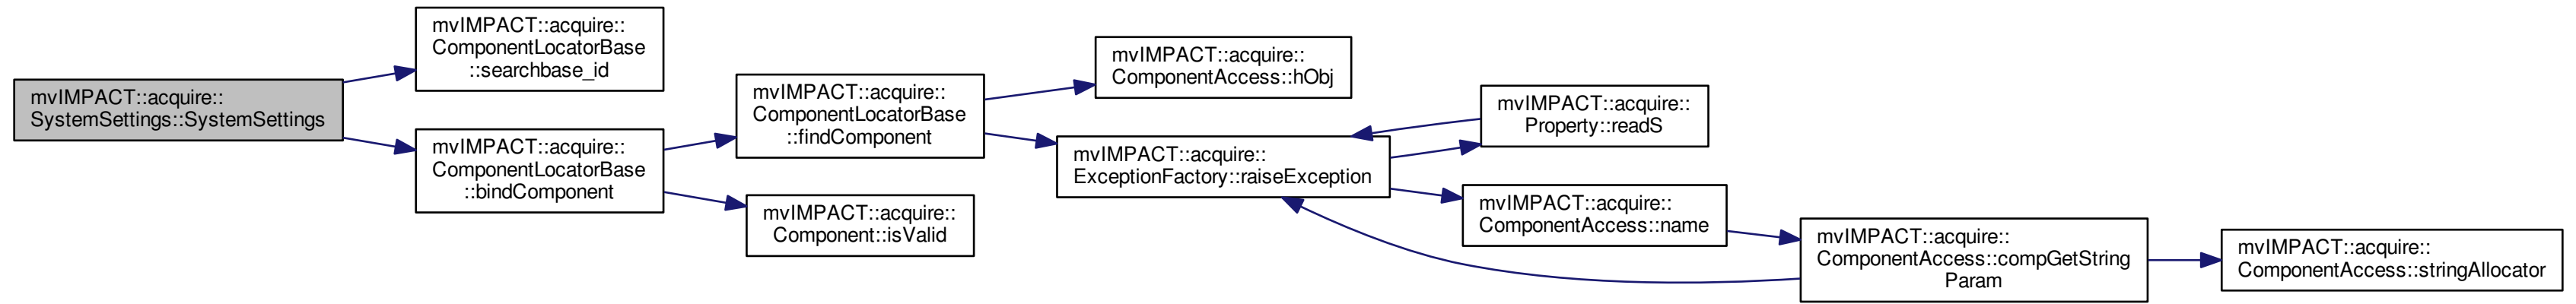 mvIMPACT::acquire::
SystemSettings::SystemSettings
mvIMPACT::acquire::
ComponentLocatorBase
::searchbase_id
mvIMPACT::acquire::
ComponentLocatorBase
::bindComponent
mvIMPACT::acquire::
ComponentLocatorBase
::findComponent
mvIMPACT::acquire::
Component::isValid
mvIMPACT::acquire::
ComponentAccess::hObj
mvIMPACT::acquire::
ExceptionFactory::raiseException
mvIMPACT::acquire::
Property::readS
mvIMPACT::acquire::
ComponentAccess::name
mvIMPACT::acquire::
ComponentAccess::compGetString
Param
mvIMPACT::acquire::
ComponentAccess::stringAllocator